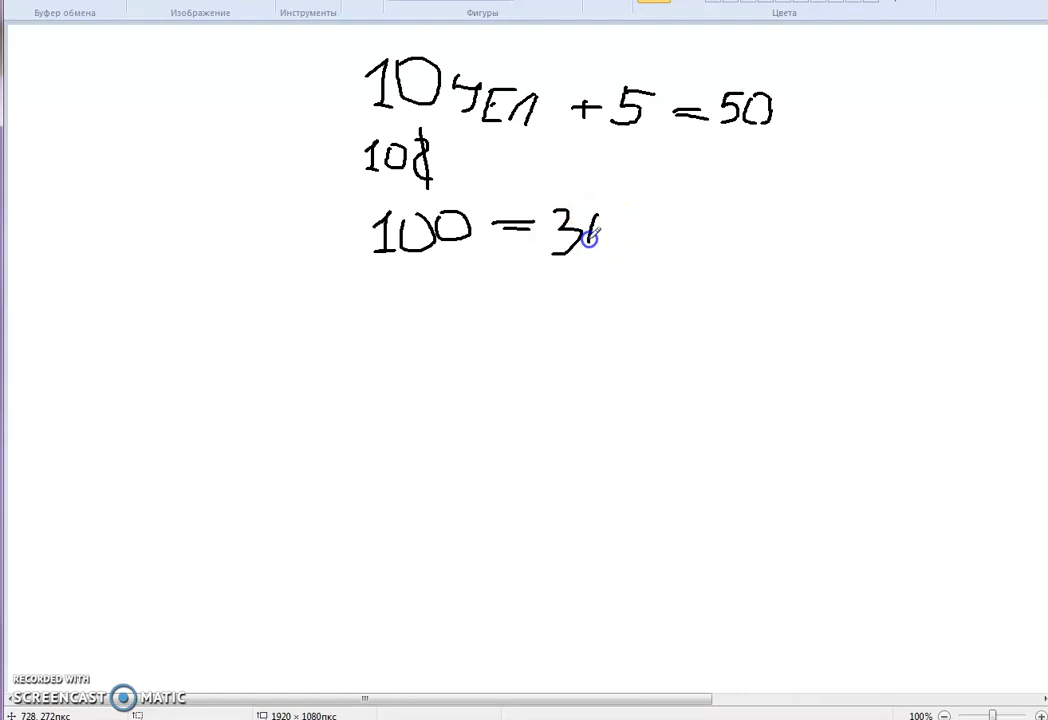 Буфер обмена Изображение Инструменты Фигуры Цвета
10 ЧЕЛ + 5 = 50
10$
100 = 3
RECORDED WITH
SCREENCAST MATIC
728, 272пкс 1920 × 1080пкс 100%